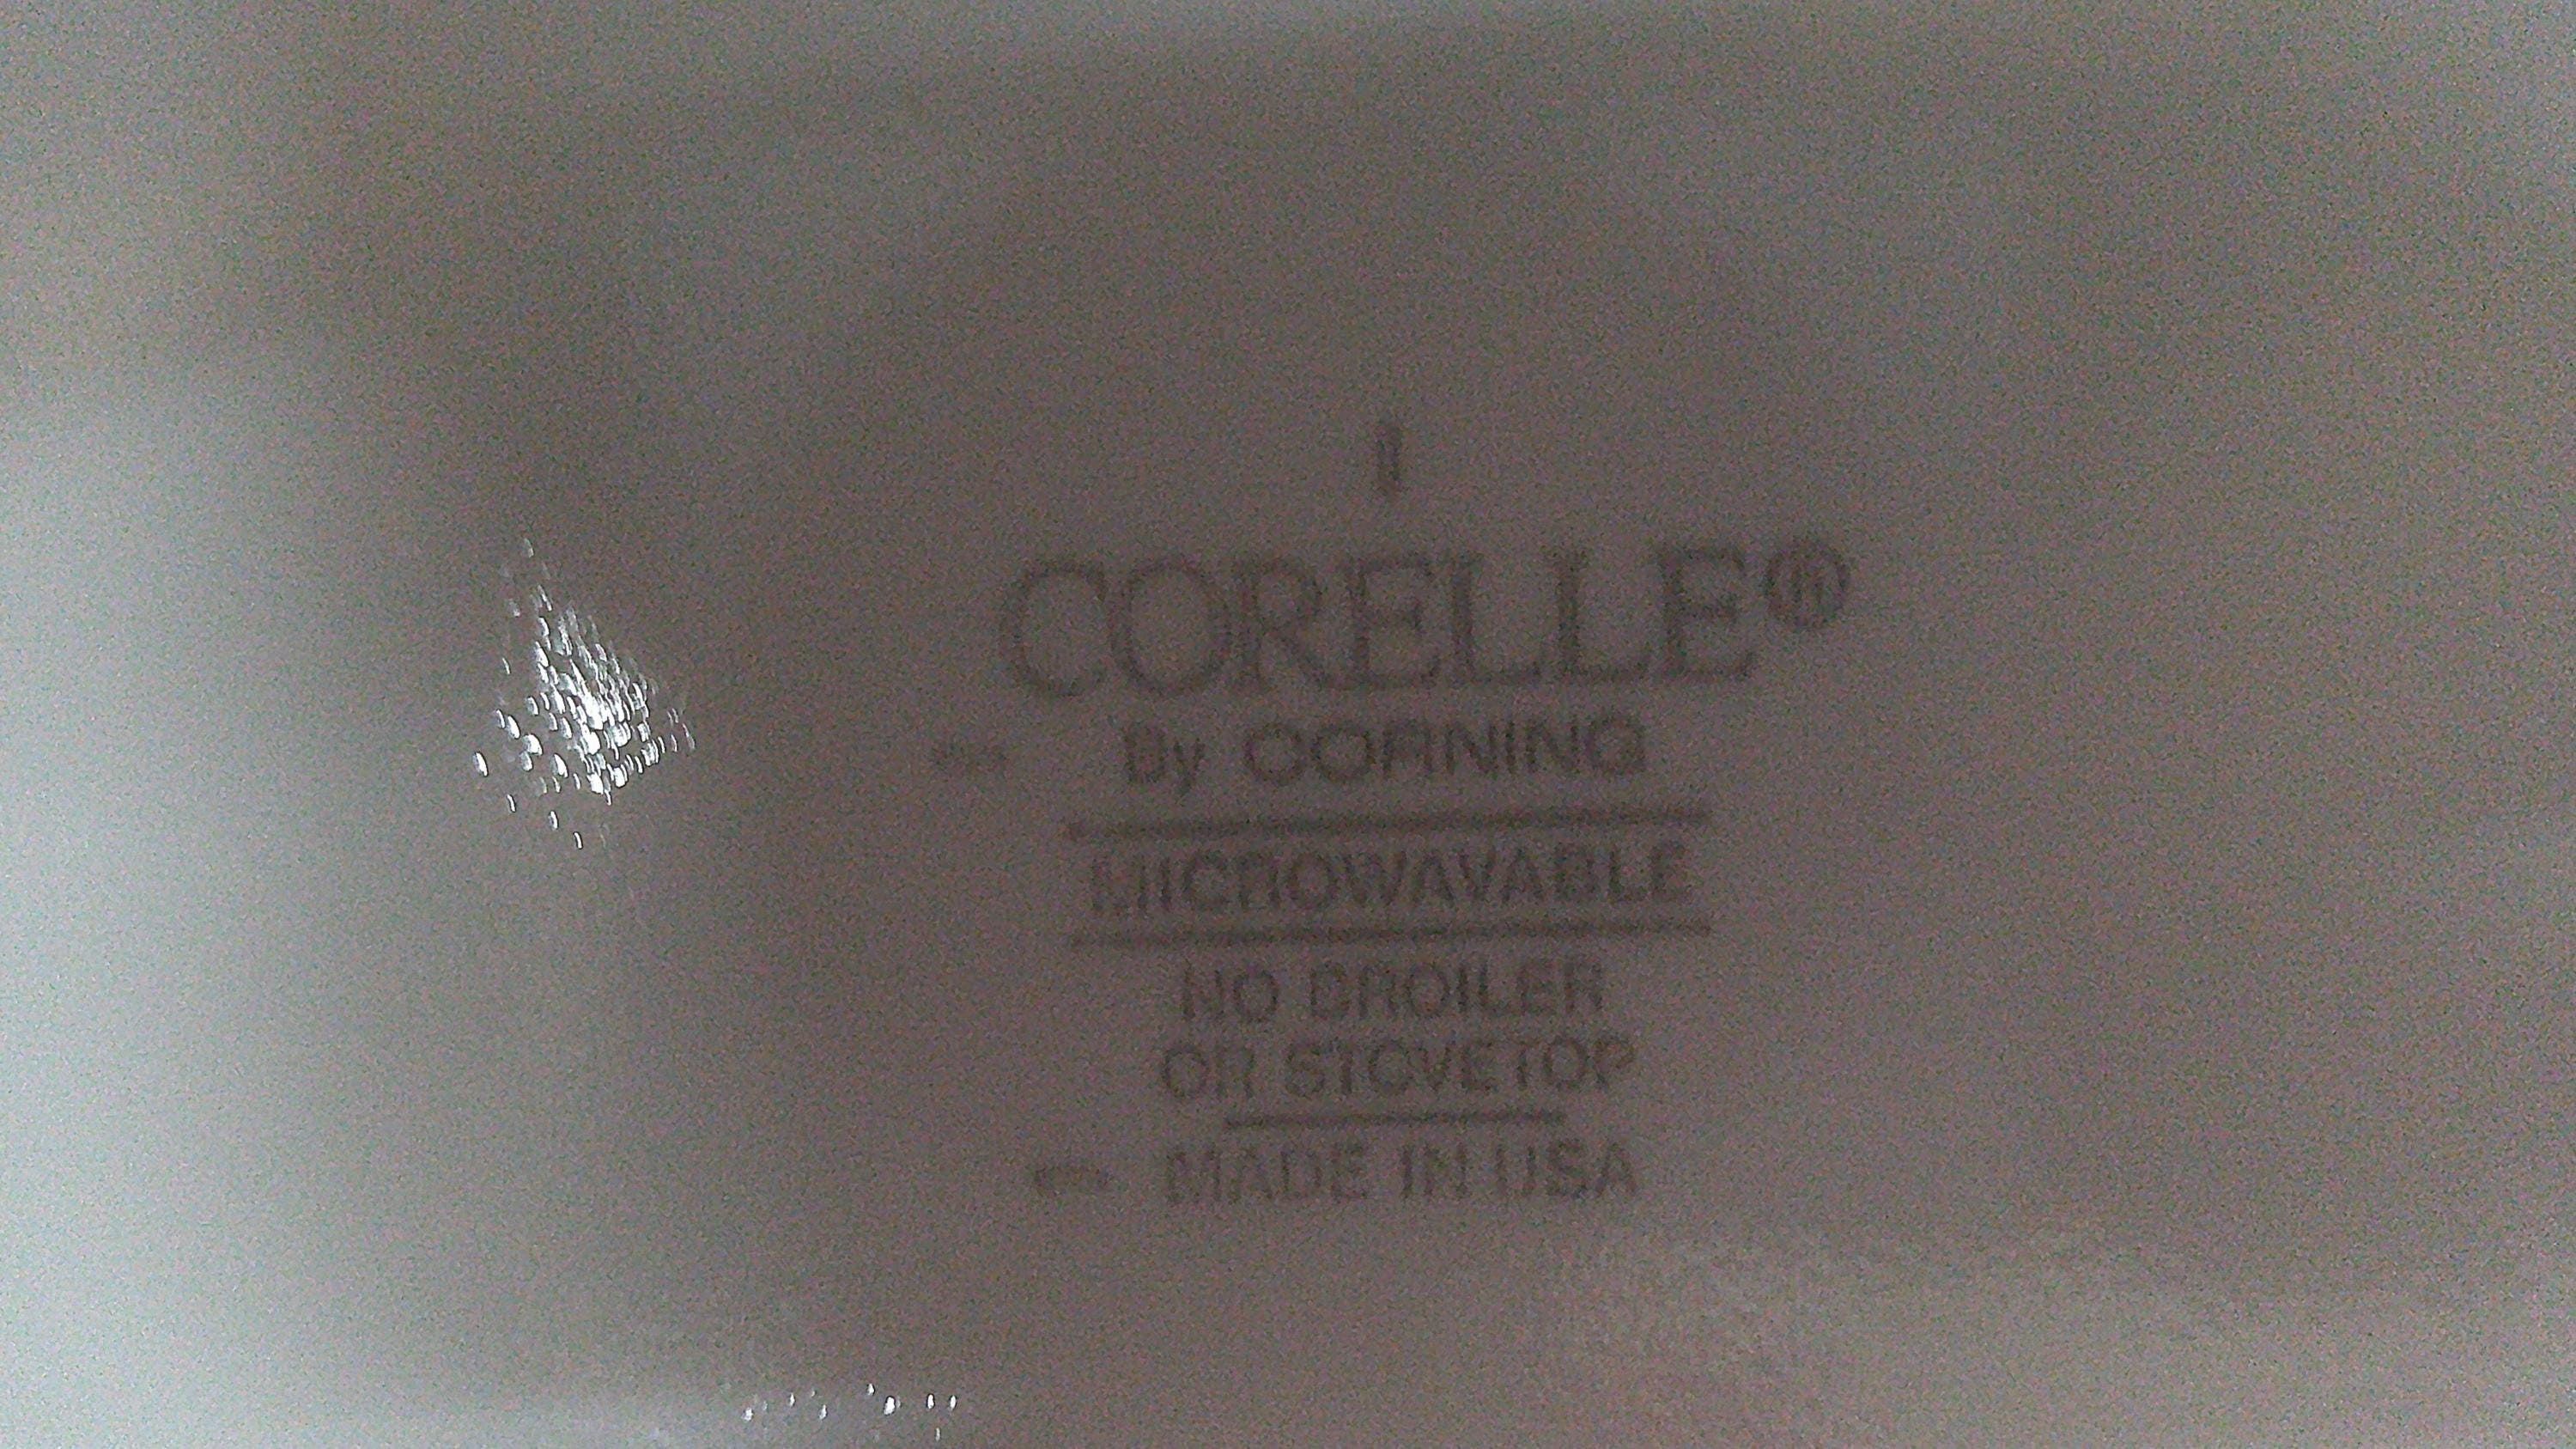 CORELLE®
By CORNING
MICROWAVABLE
NO BROILER
OR STOVETOP
MADE IN USA